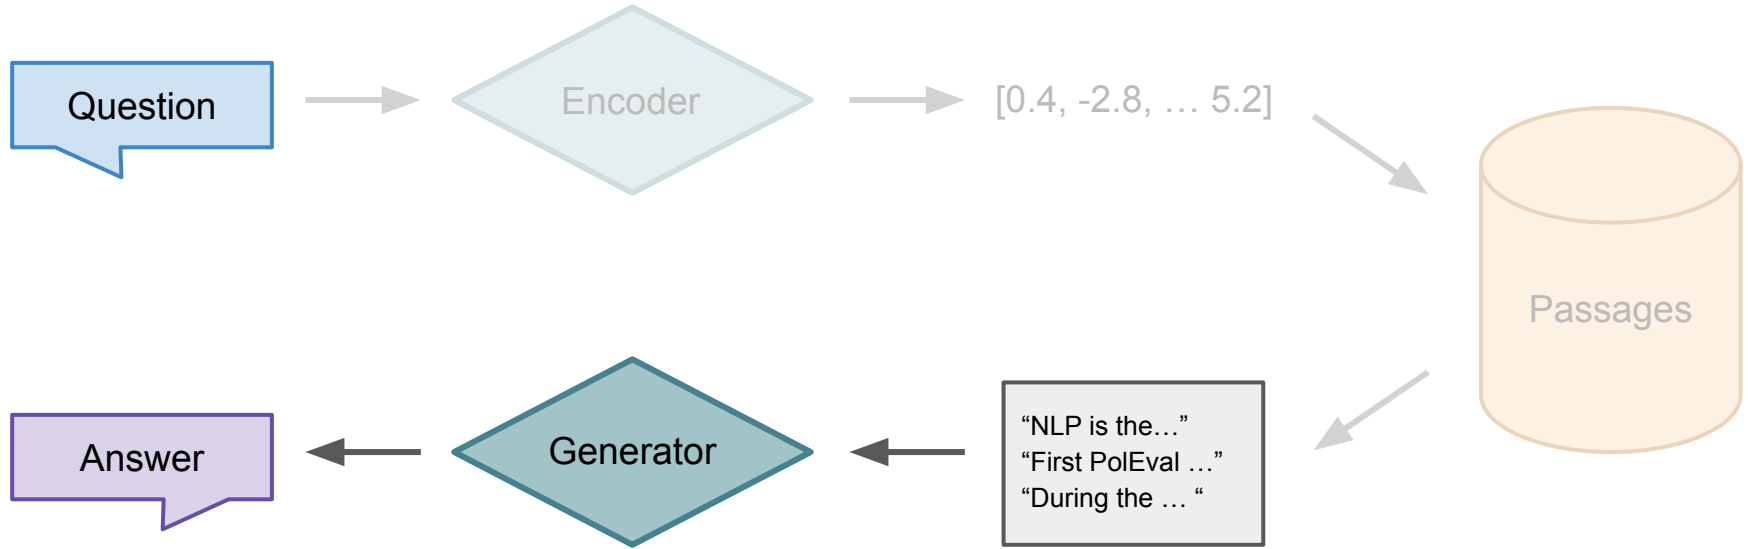 Question
Encoder
[0.4, -2.8, … 5.2]
Passages
“NLP is the…”
“First PolEval …”
“During the … “
Generator
Answer